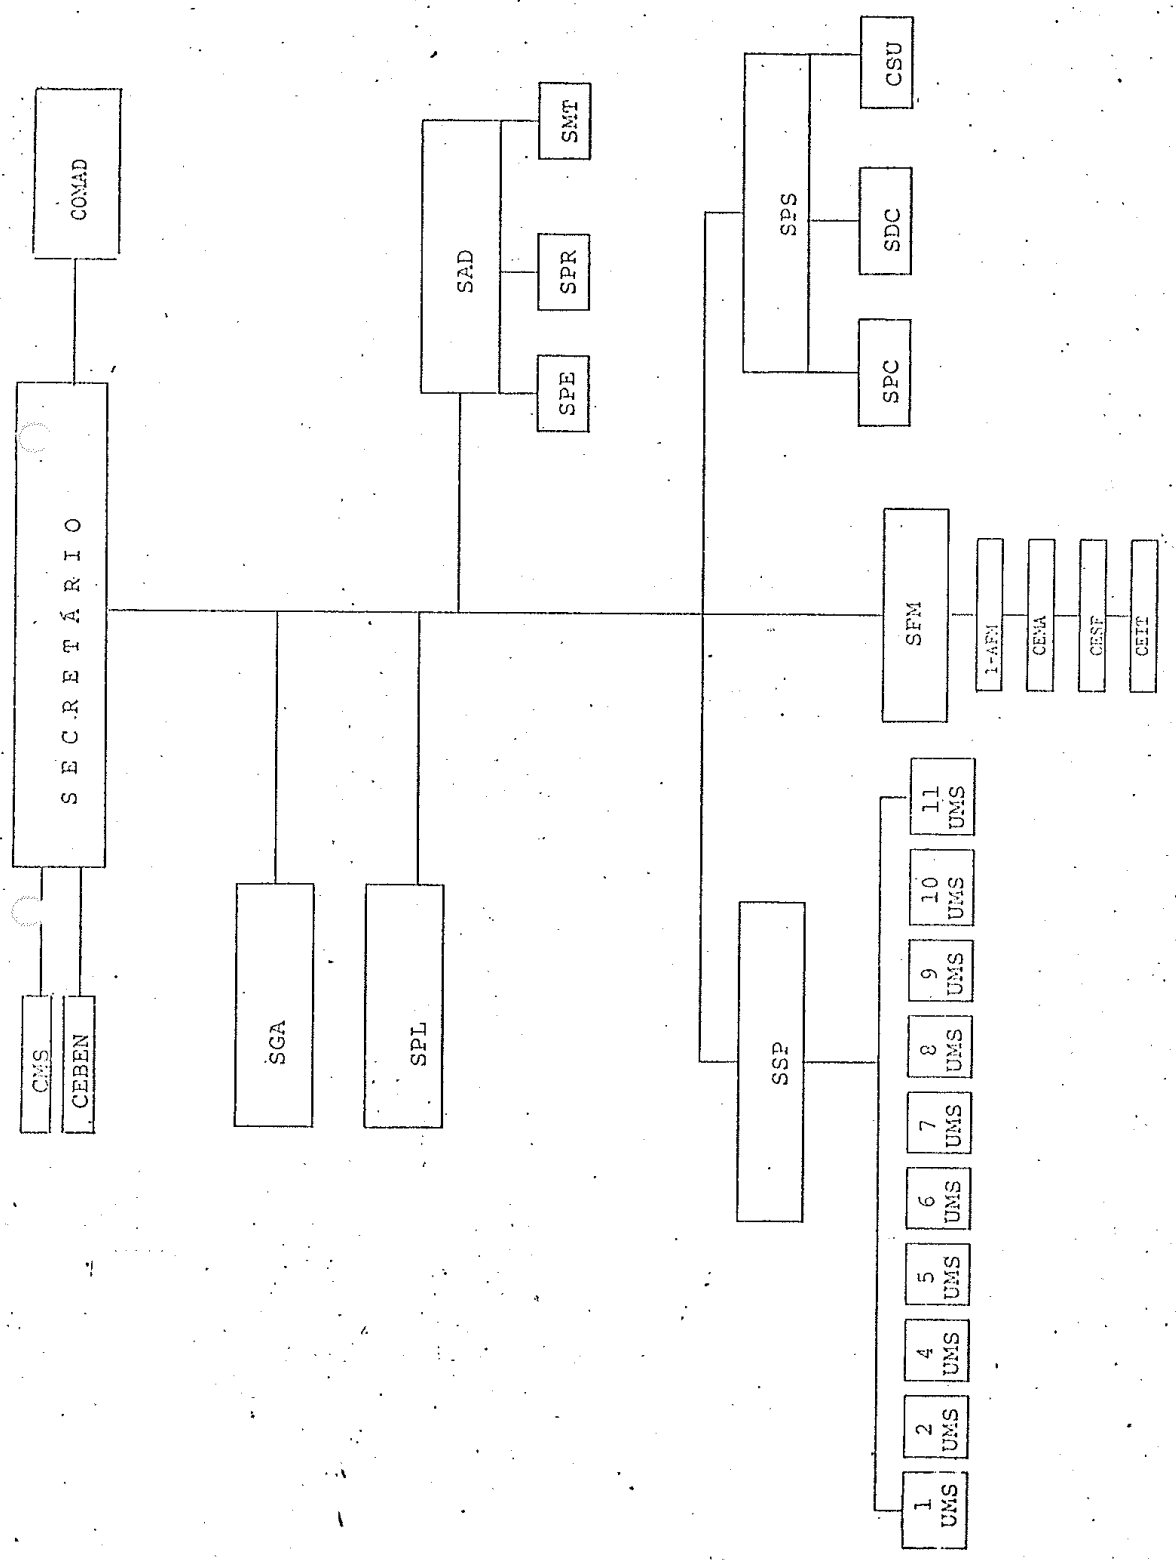 CMS
CEBEN
SECRETÁRIO
COMAD
SGA
SPL
SAD
SPE
SPR
SMT
SSP
SPS
SFM
SPC
SDC
CSU
1
UMS
2
UMS
4
UMS
5
UMS
6
UMS
7
UMS
8
UMS
9
UMS
10
UMS
11
UMS
1-AFM
CEMA
CESF
CEIT